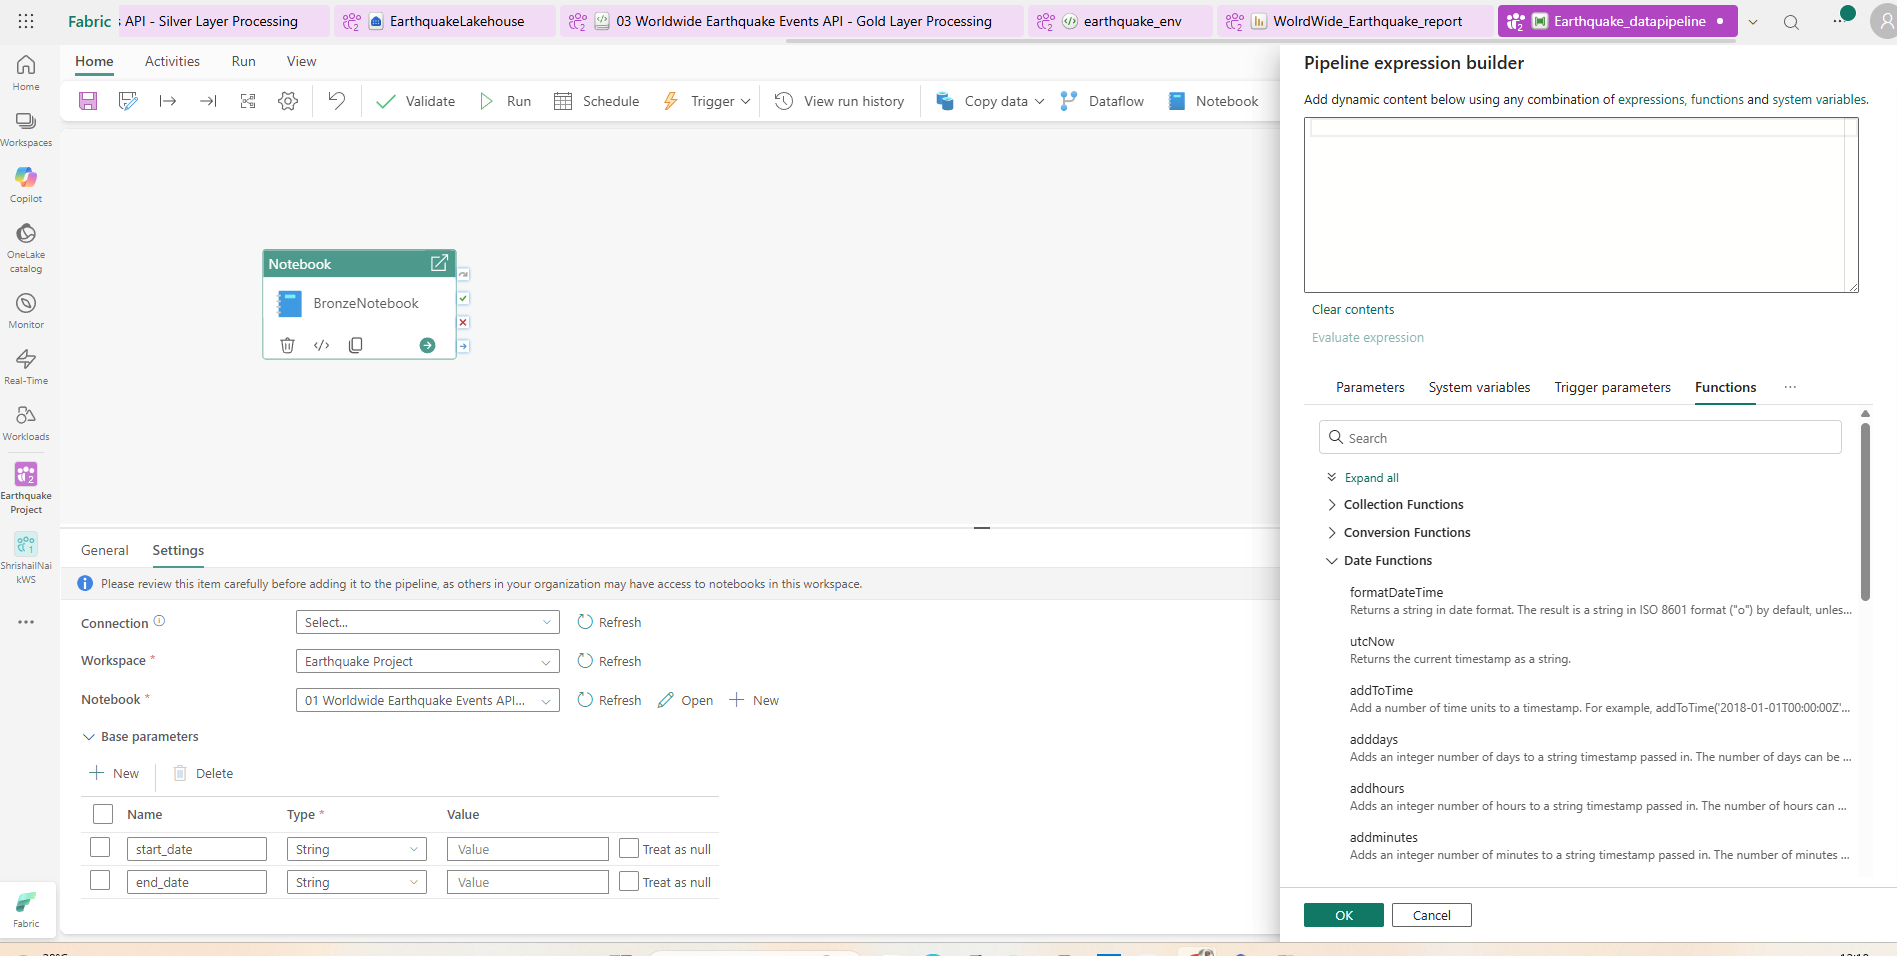 Fabric
s API - Silver Layer Processing
EarthquakeLakehouse
03 Worldwide Earthquake Events API - Gold Layer Processing
earthquake_env
WolrdWide_Earthquake_report
Earthquake_datapipeline
Home
Workspaces
Copilot
OneLake
catalog
Monitor
Real-Time
Workloads
Earthquake
Project
ShrishailNai
kWS
Fabric
Home
Activities
Run
View
Validate
Run
Schedule
Trigger
View run history
Copy data
Dataflow
Notebook
Notebook
BronzeNotebook
General
Settings
Please review this item carefully before adding it to the pipeline, as others in your organization may have access to notebooks in this workspace.
Connection
Select...
Refresh
Workspace *
Earthquake Project
Refresh
Notebook *
01 Worldwide Earthquake Events API...
Refresh
Open
New
Base parameters
New
Delete
Name
Type *
Value
start_date
String
Value
Treat as null
end_date
String
Value
Treat as null
Pipeline expression builder
Add dynamic content below using any combination of expressions, functions and system variables.
Clear contents
Evaluate expression
Parameters
System variables
Trigger parameters
Functions
...
Search
Expand all
Collection Functions
Conversion Functions
Date Functions
formatDateTime
Returns a string in date format. The result is a string in ISO 8601 format ("o") by default, unles...
utcNow
Returns the current timestamp as a string.
addToTime
Add a number of time units to a timestamp. For example, addToTime('2018-01-01T00:00:00Z'...
adddays
Adds an integer number of days to a string timestamp passed in. The number of days can be ...
addhours
Adds an integer number of hours to a string timestamp passed in. The number of hours can ...
addminutes
Adds an integer number of minutes to a string timestamp passed in. The number of minutes ...
OK
Cancel